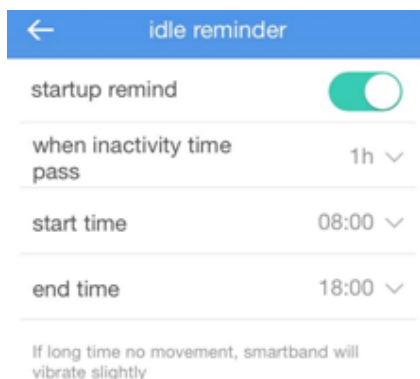 idle reminder
startup remind
when inactivity time
pass
1h
start time
08:00
end time
18:00
If long time no movement, smartband will
vibrate slightly